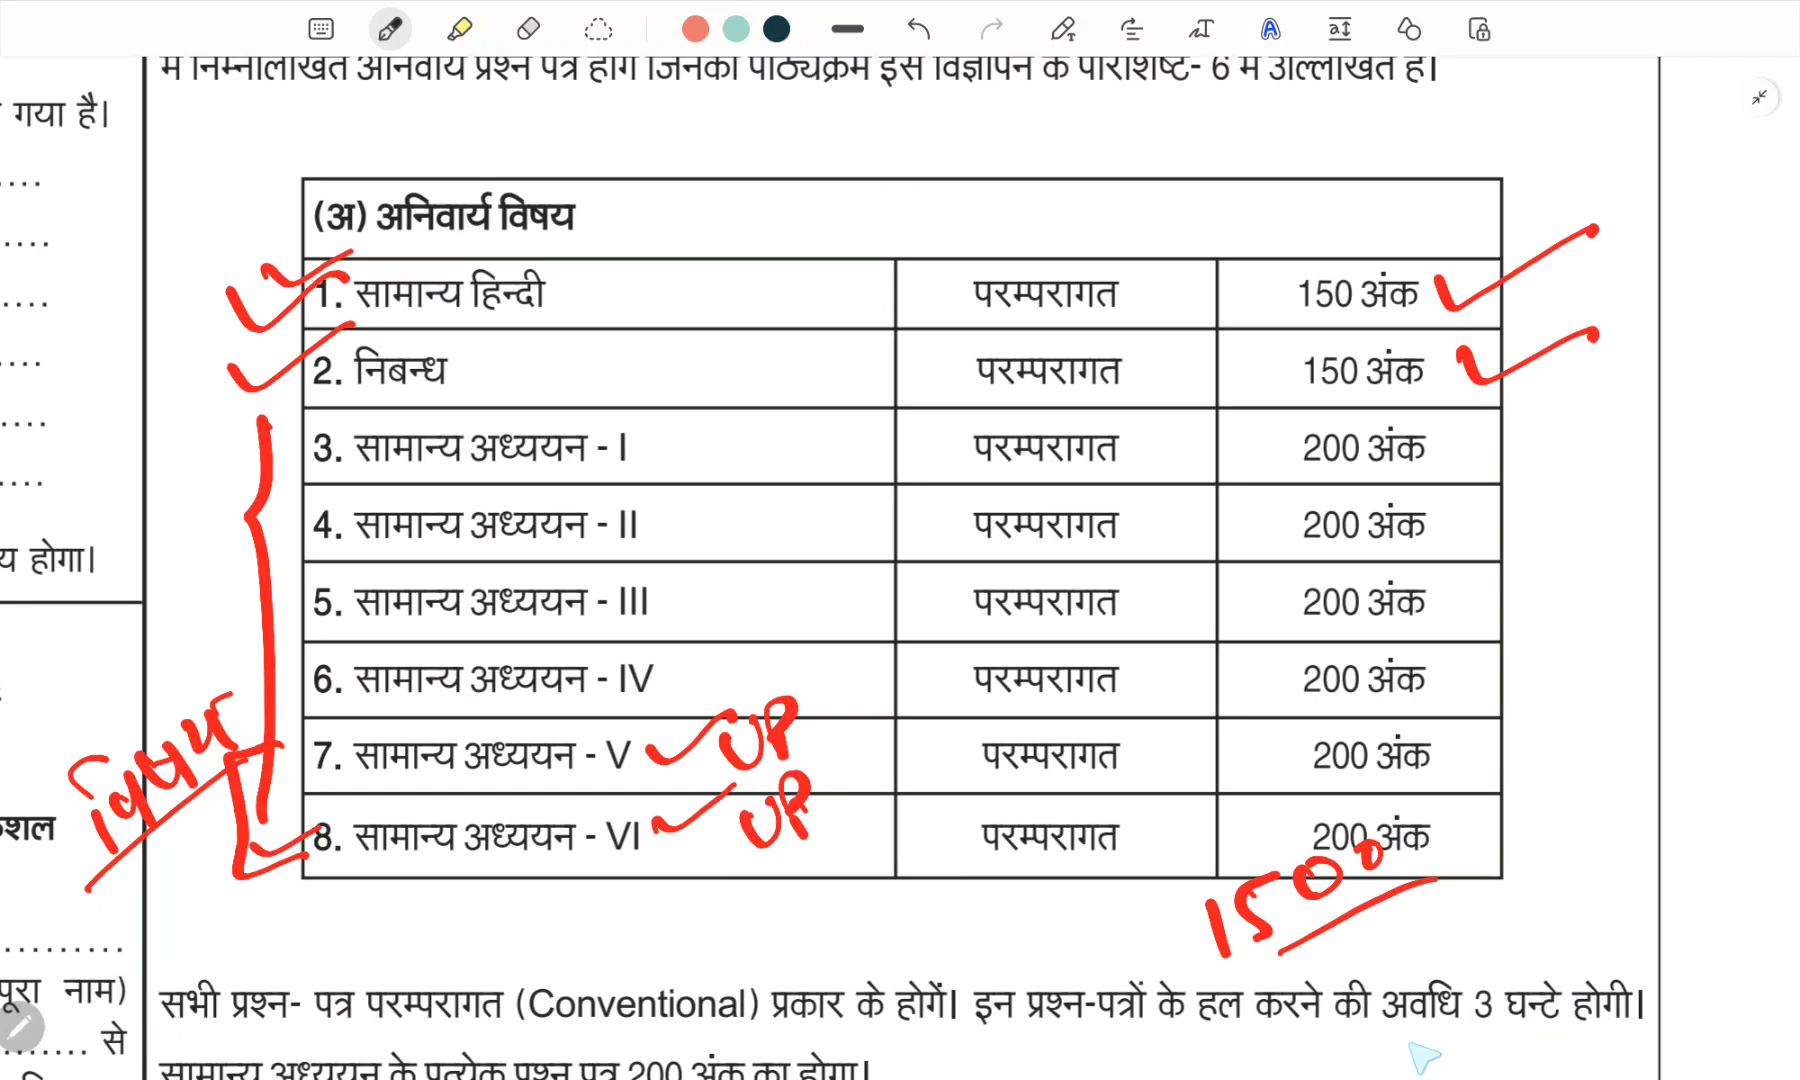 में निम्नलिखित अनिवार्य प्रश्न पत्र होंगे जिनका पाठ्यक्रम इस विज्ञापन के परिशिष्ट- 6 में उल्लिखित है।
गया है।
....
....
....
....
....
....
य होगा।
(अ) अनिवार्य विषय
1. सामान्य हिन्दी परम्परागत 150 अंक
2. निबन्ध परम्परागत 150 अंक
3. सामान्य अध्ययन - I परम्परागत 200 अंक
4. सामान्य अध्ययन - II परम्परागत 200 अंक
5. सामान्य अध्ययन - III परम्परागत 200 अंक
6. सामान्य अध्ययन - IV परम्परागत 200 अंक
7. सामान्य अध्ययन - V UP परम्परागत 200 अंक
8. सामान्य अध्ययन - VI UP परम्परागत 200 अंक
विषय
1500
.........
पूरा नाम)
....... से
सभी प्रश्न- पत्र परम्परागत (Conventional) प्रकार के होगें। इन प्रश्न-पत्रों के हल करने की अवधि 3 घन्टे होगी।
सामान्य अध्ययन के प्रत्येक प्रश्न पत्र 200 अंक का होगा।